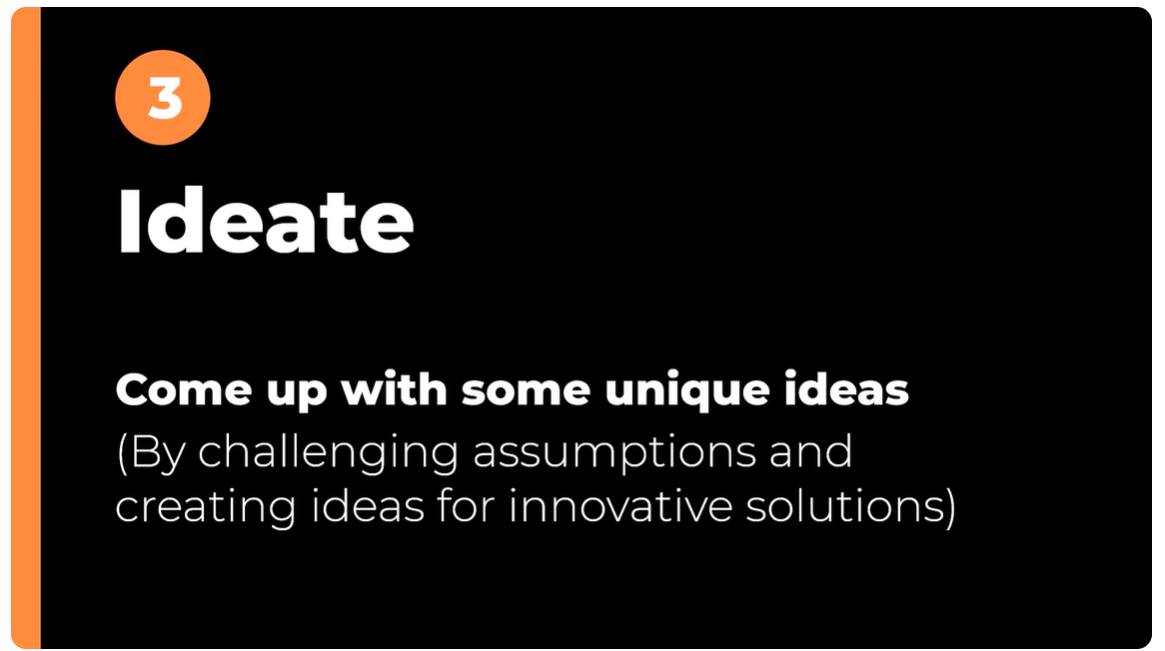 3
Ideate
Come up with some unique ideas
(By challenging assumptions and
creating ideas for innovative solutions)